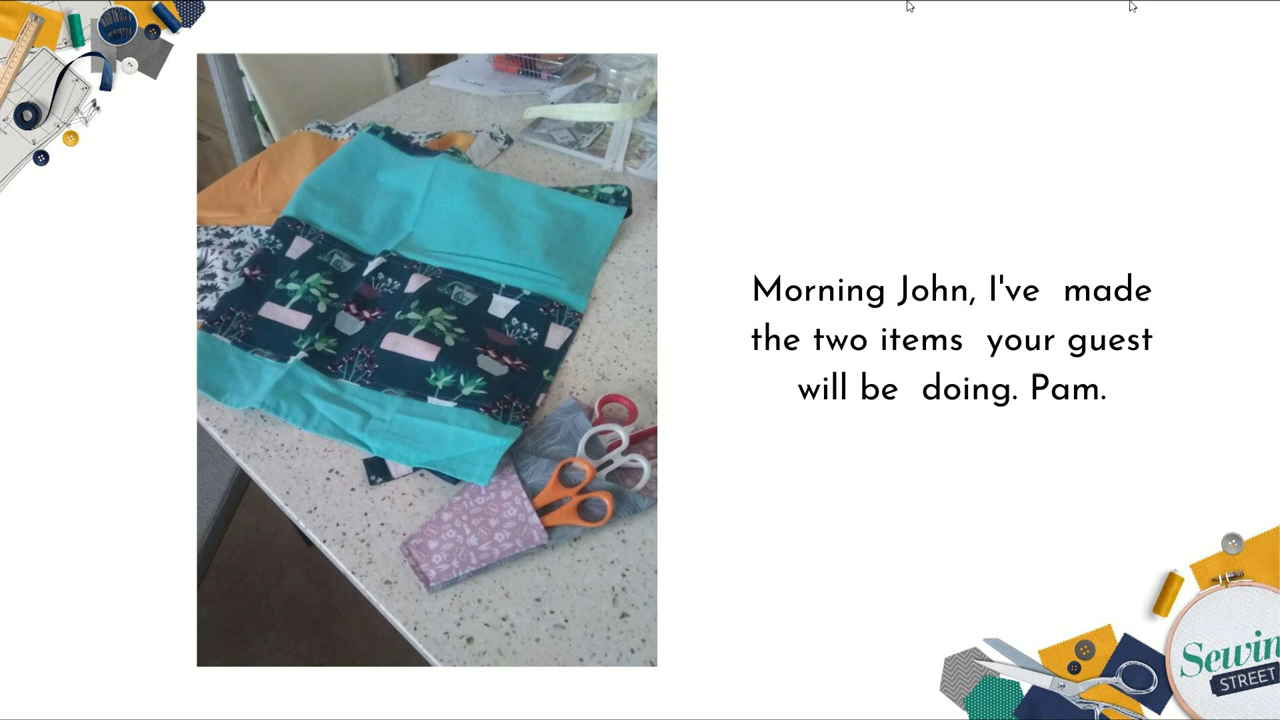 Morning John, I've made
the two items your guest
will be doing. Pam.
Sewin
STREET